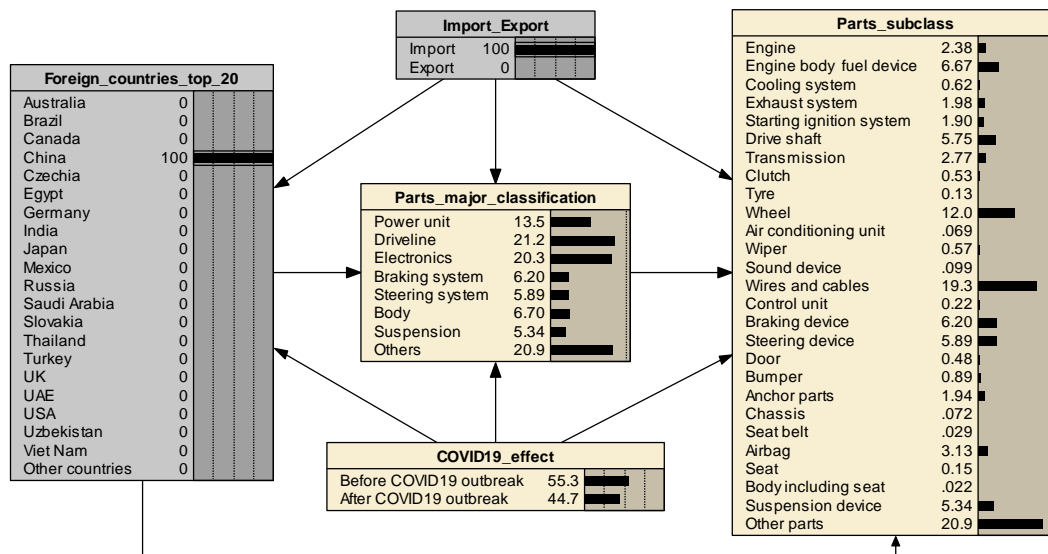 Import_Export
Import 100
Export 0
Foreign_countries_top_20
Australia 0
Brazil 0
Canada 0
China 100
Czechia 0
Egypt 0
Germany 0
India 0
Japan 0
Mexico 0
Russia 0
Saudi Arabia 0
Slovakia 0
Thailand 0
Turkey 0
UK 0
UAE 0
USA 0
Uzbekistan 0
Viet Nam 0
Other countries 0
Parts_major_classification
Power unit 13.5
Driveline 21.2
Electronics 20.3
Braking system 6.20
Steering system 5.89
Body 6.70
Suspension 5.34
Others 20.9
COVID19_effect
Before COVID19 outbreak 55.3
After COVID19 outbreak 44.7
Parts_subclass
Engine 2.38
Engine body fuel device 6.67
Cooling system 0.62
Exhaust system 1.98
Starting ignition system 1.90
Drive shaft 5.75
Transmission 2.77
Clutch 0.53
Tyre 0.13
Wheel 12.0
Air conditioning unit .069
Wiper 0.57
Sound device .099
Wires and cables 19.3
Control unit 0.22
Braking device 6.20
Steering device 5.89
Door 0.48
Bumper 0.89
Anchor parts 1.94
Chassis .072
Seat belt .029
Airbag 3.13
Seat 0.15
Body including seat .022
Suspension device 5.34
Other parts 20.9